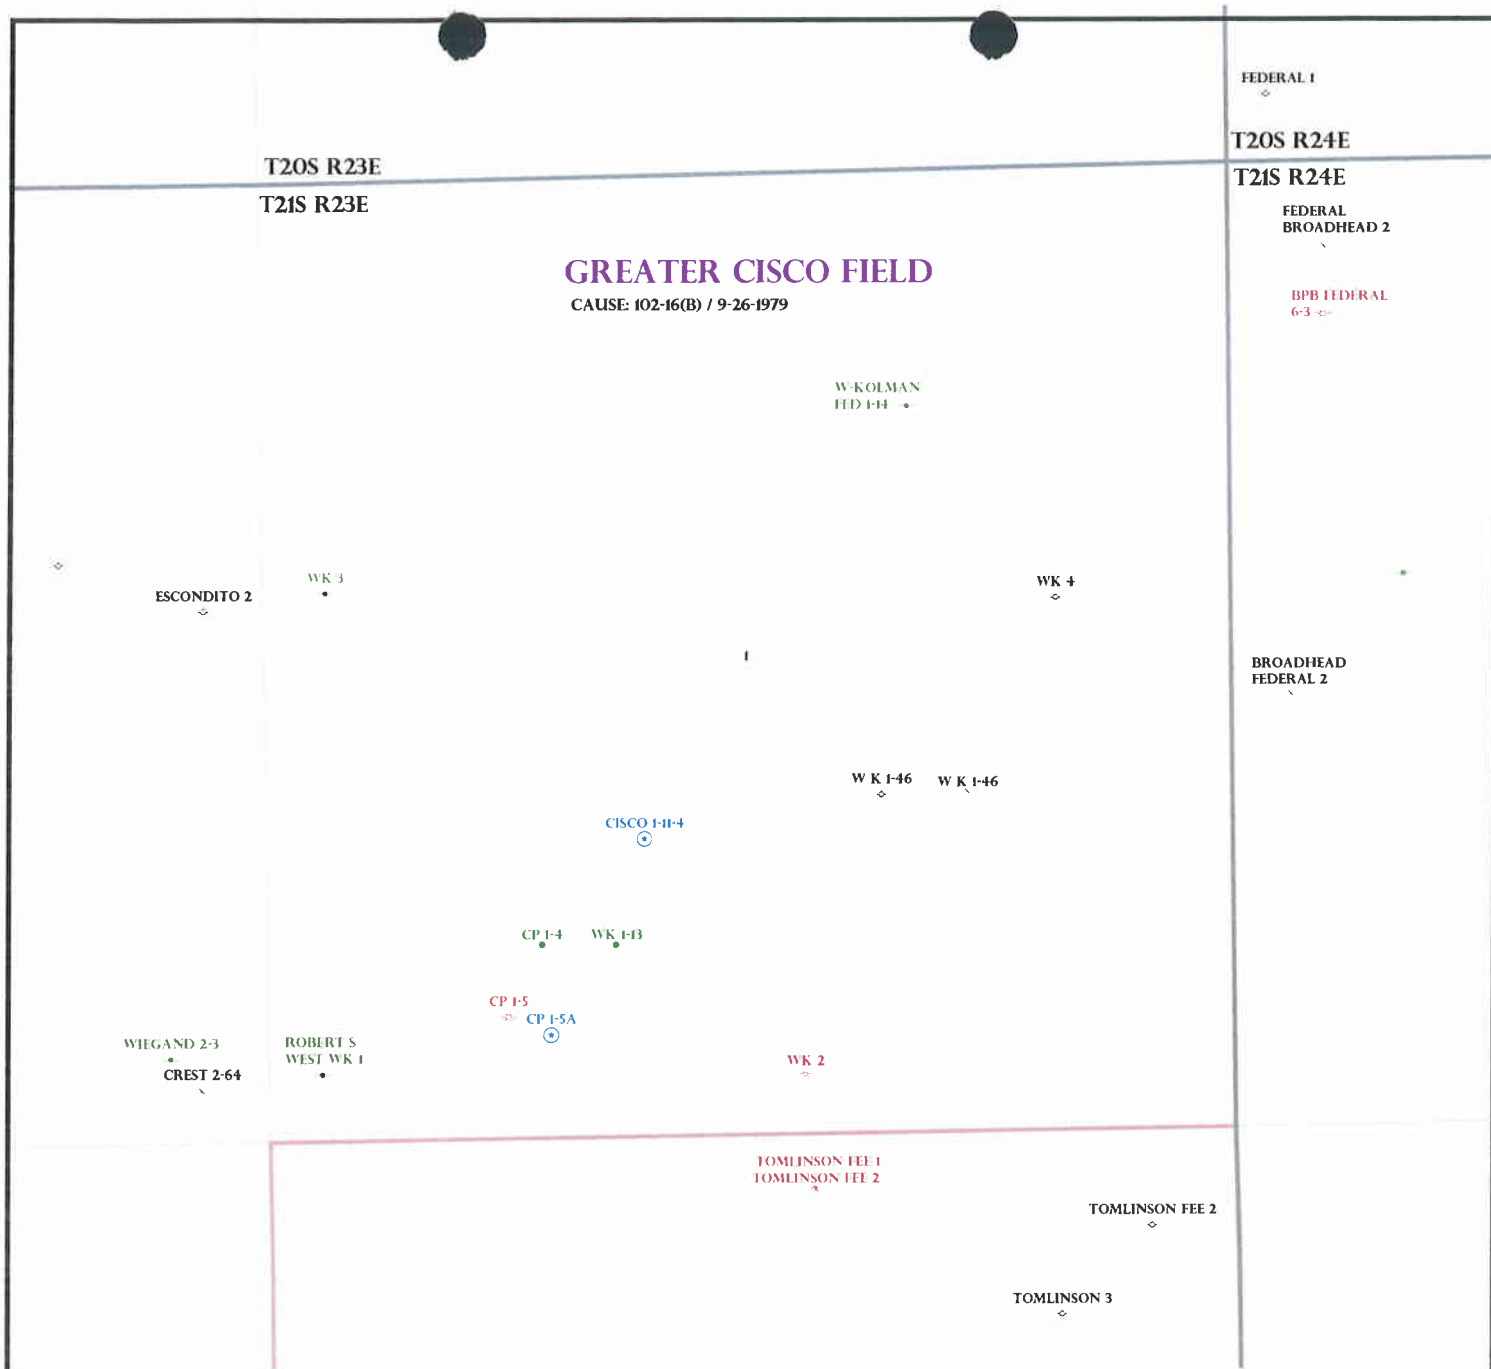 FEDERAL 1
T20S R24E
T20S R23E
T21S R24E
T21S R23E
FEDERAL
BROADHEAD 2
GREATER CISCO FIELD
CAUSE: 102-16(B) / 9-26-1979
BPB FEDERAL
6-3
W-KOLMAN
FED 1-14
WK 3
WK 4
ESCONDITO 2
1
BROADHEAD
FEDERAL 2
W K 1-46
W K 1-46
CISCO 1-11-4
CP 1-4
WK 1-13
CP 1-5
CP 1-5A
WIEGAND 2-3
ROBERT S
WEST WK 1
WK 2
CREST 2-64
TOMLINSON FEE 1
TOMLINSON FEE 2
TOMLINSON FEE 2
TOMLINSON 3